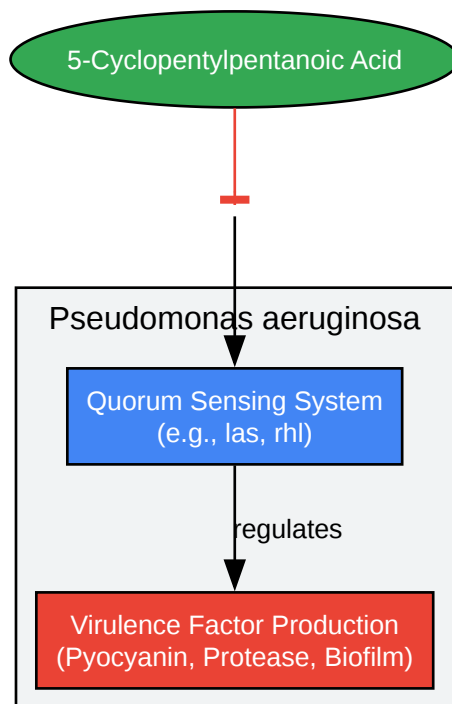 5-Cyclopentylpentanoic Acid
Pseudomonas aeruginosa
Quorum Sensing System
(e.g., las, rhl)
regulates
Virulence Factor Production
(Pyocyanin, Protease, Biofilm)